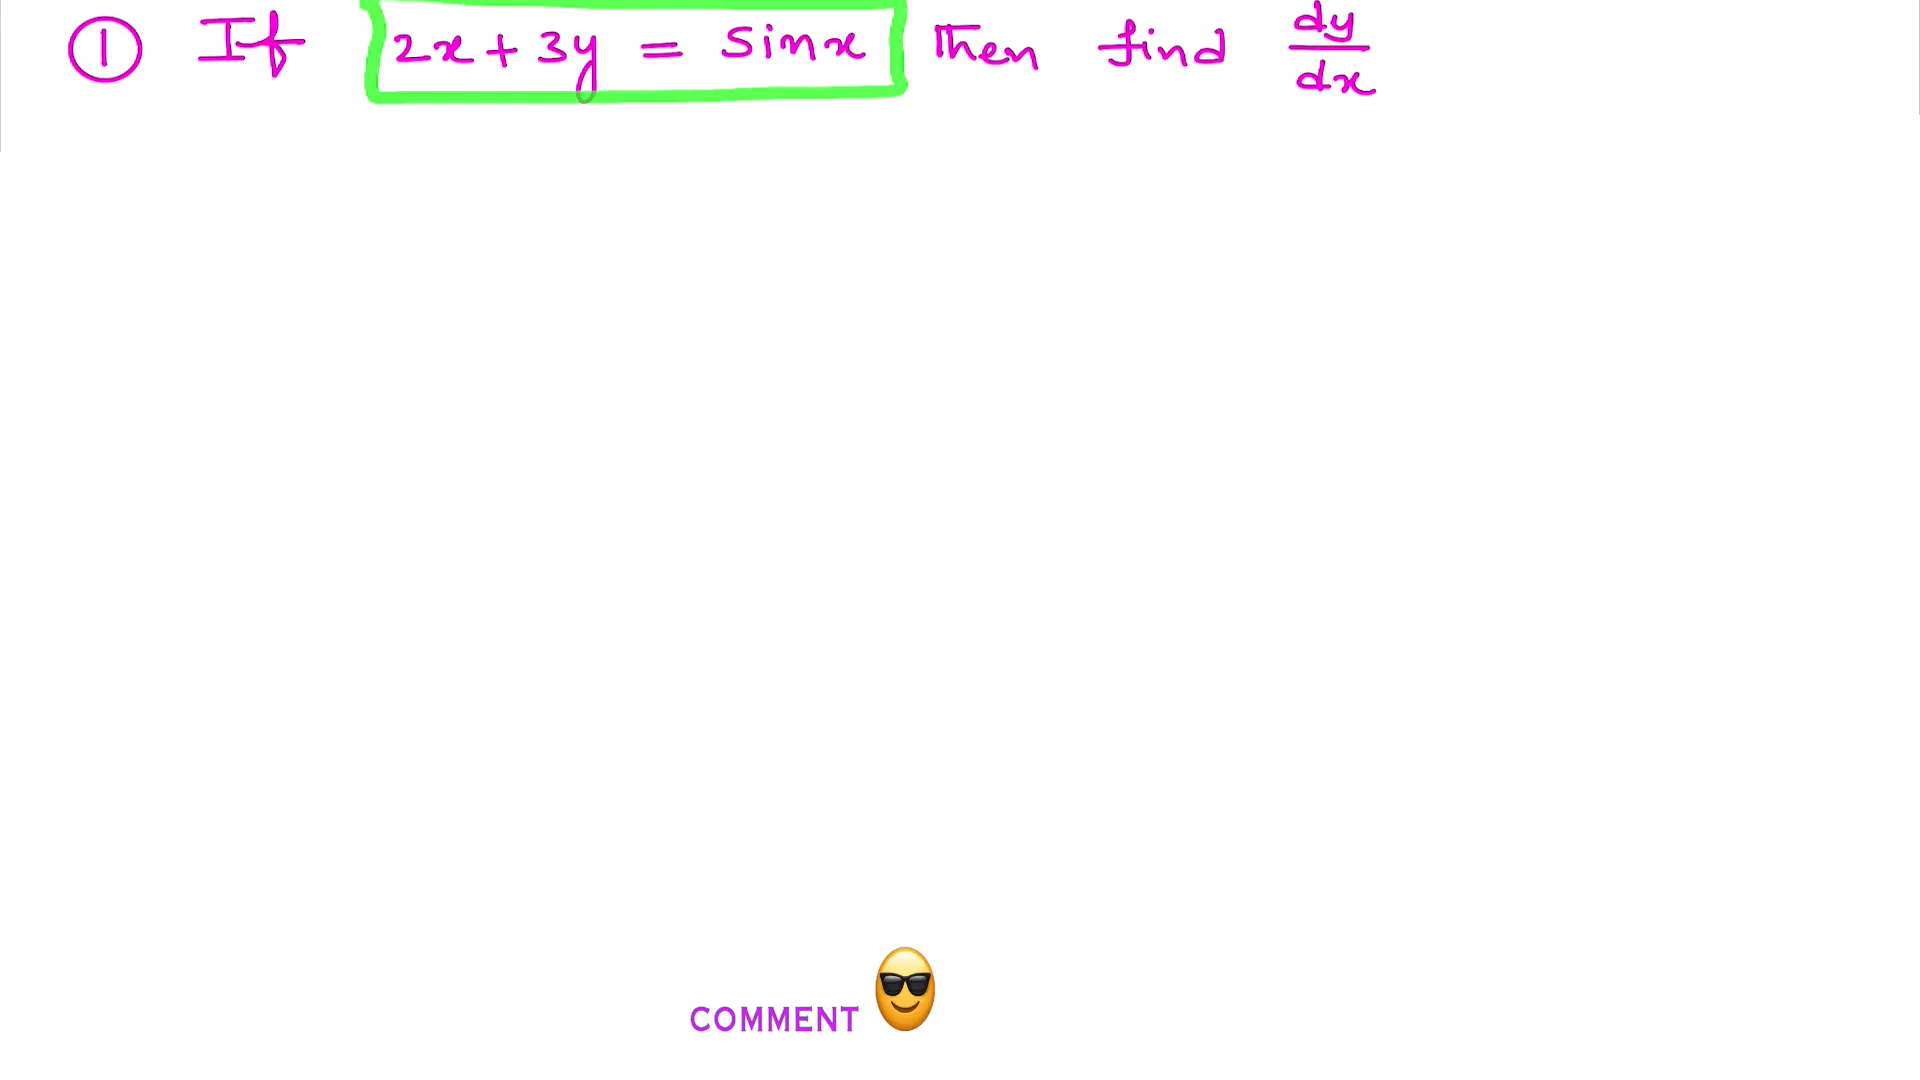 ① If 2x + 3y = Sinx Then find dy/dx
COMMENT 😎